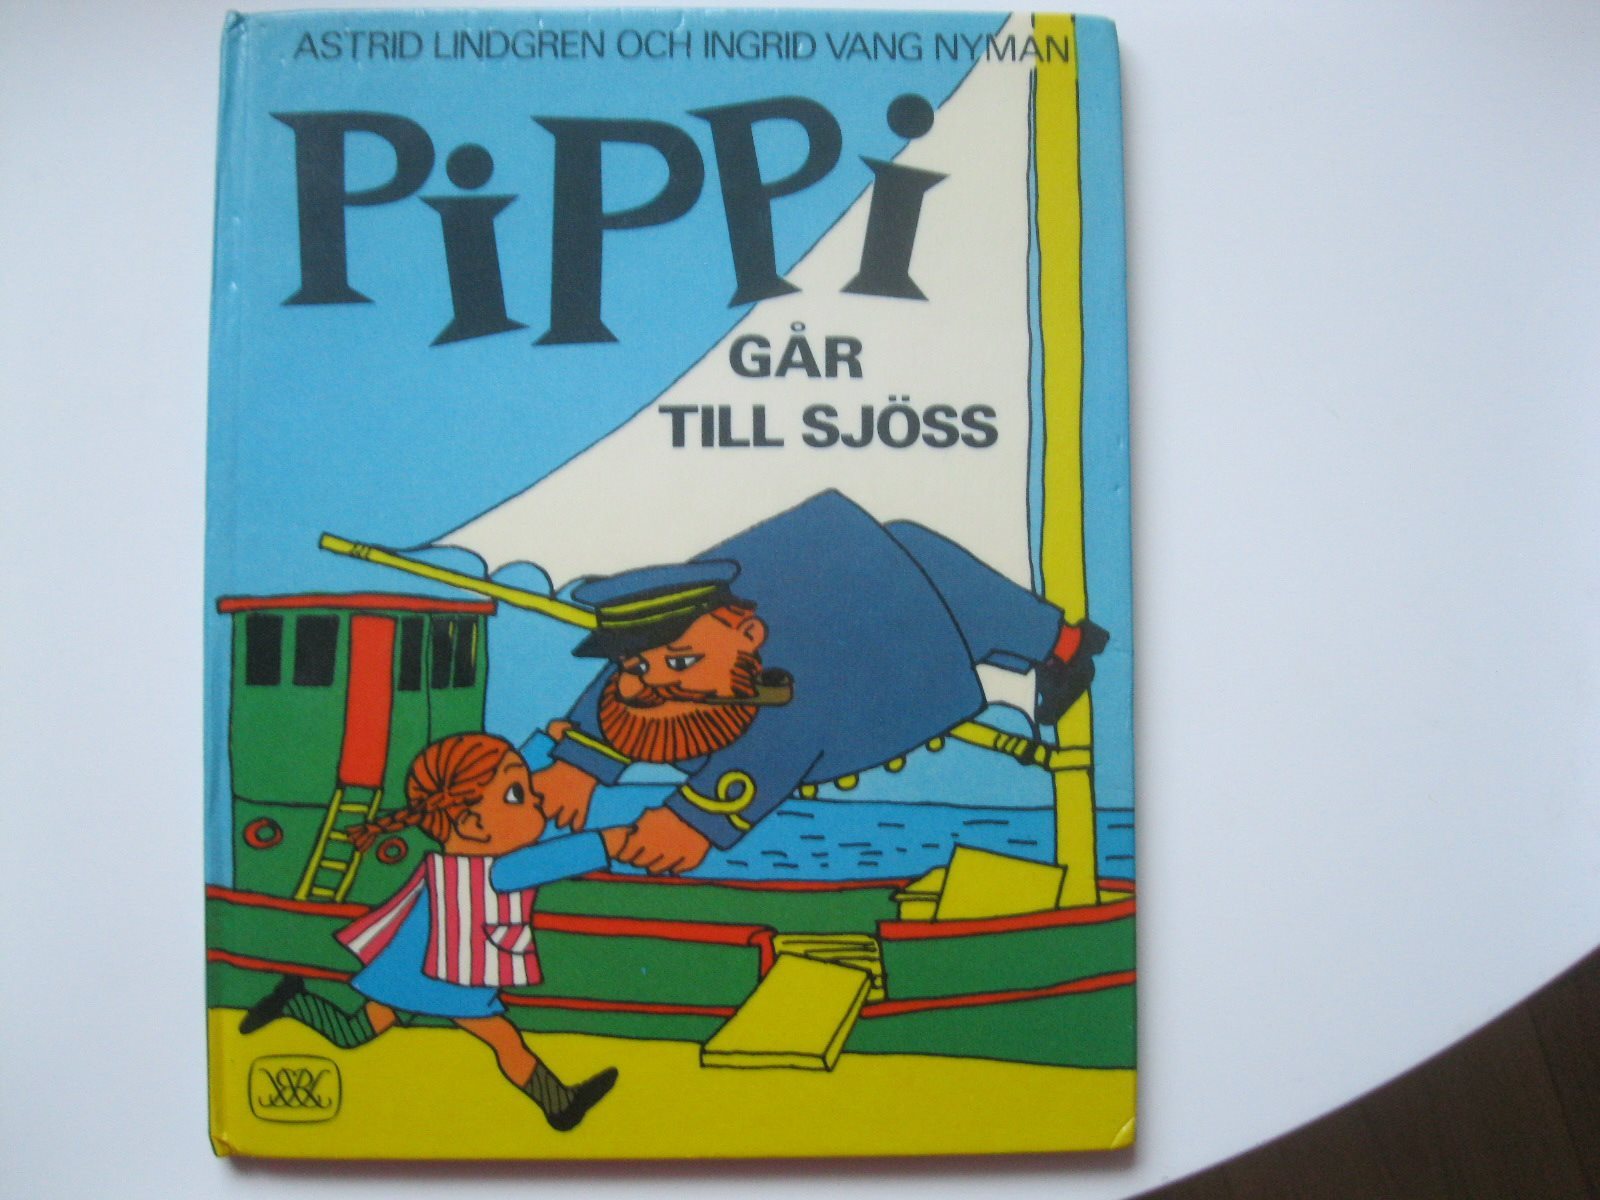 ASTRID LINDGREN OCH INGRID VANG NYMAN
PiPPi
GÅR
TILL SJÖSS